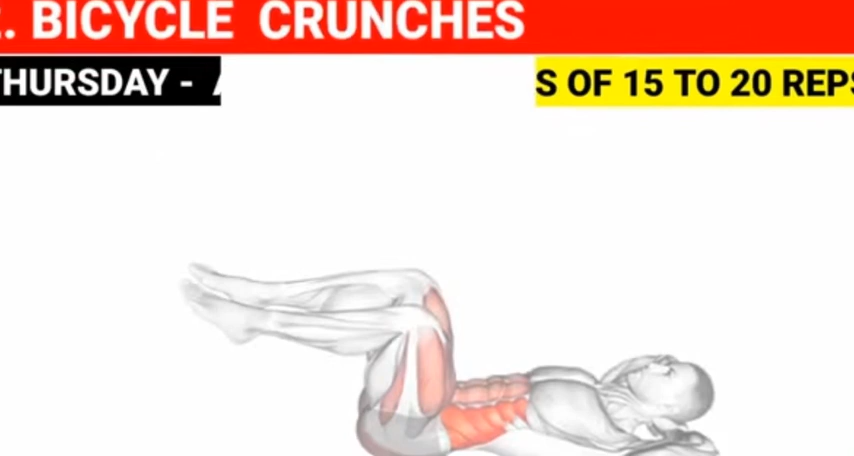 . BICYCLE CRUNCHES
THURSDAY -
S OF 15 TO 20 REPS